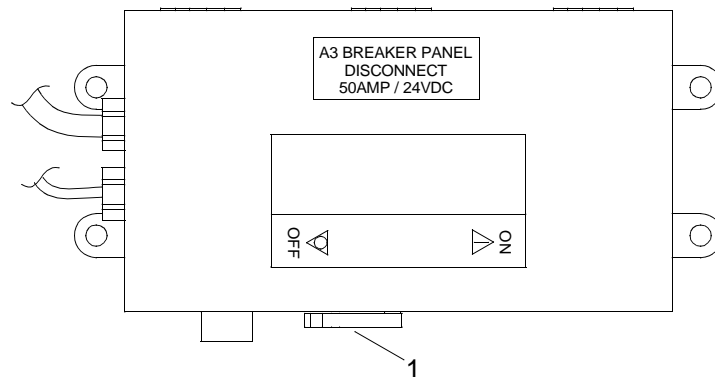 A3 BREAKER PANEL
DISCONNECT
50AMP / 24VDC
OFF
ON
1